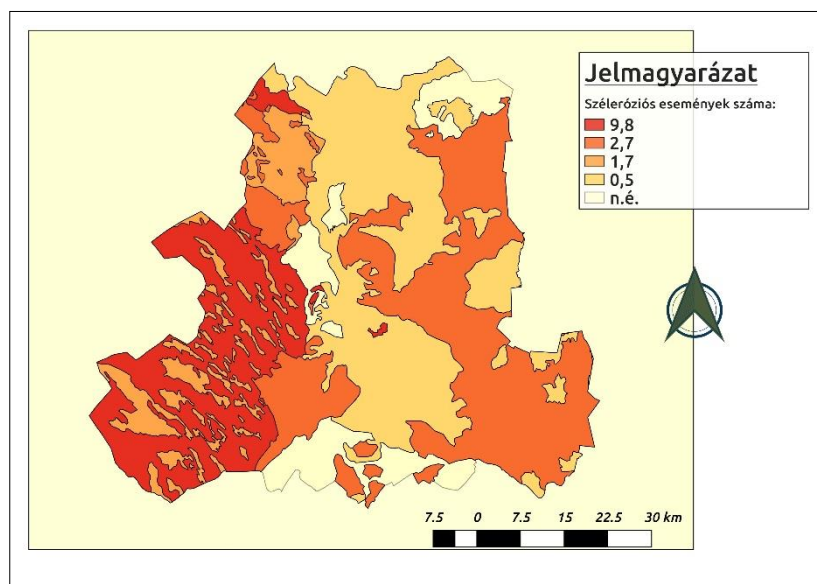 Jelmagyarázat
Széleróziós események száma:
9,8
2,7
1,7
0,5
n.é.
7.5 0 7.5 15 22.5 30 km